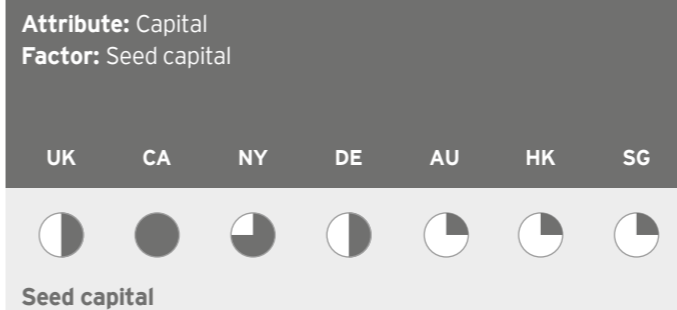 Attribute: Capital
Factor: Seed capital
UK CA NY DE AU HK SG
Seed capital